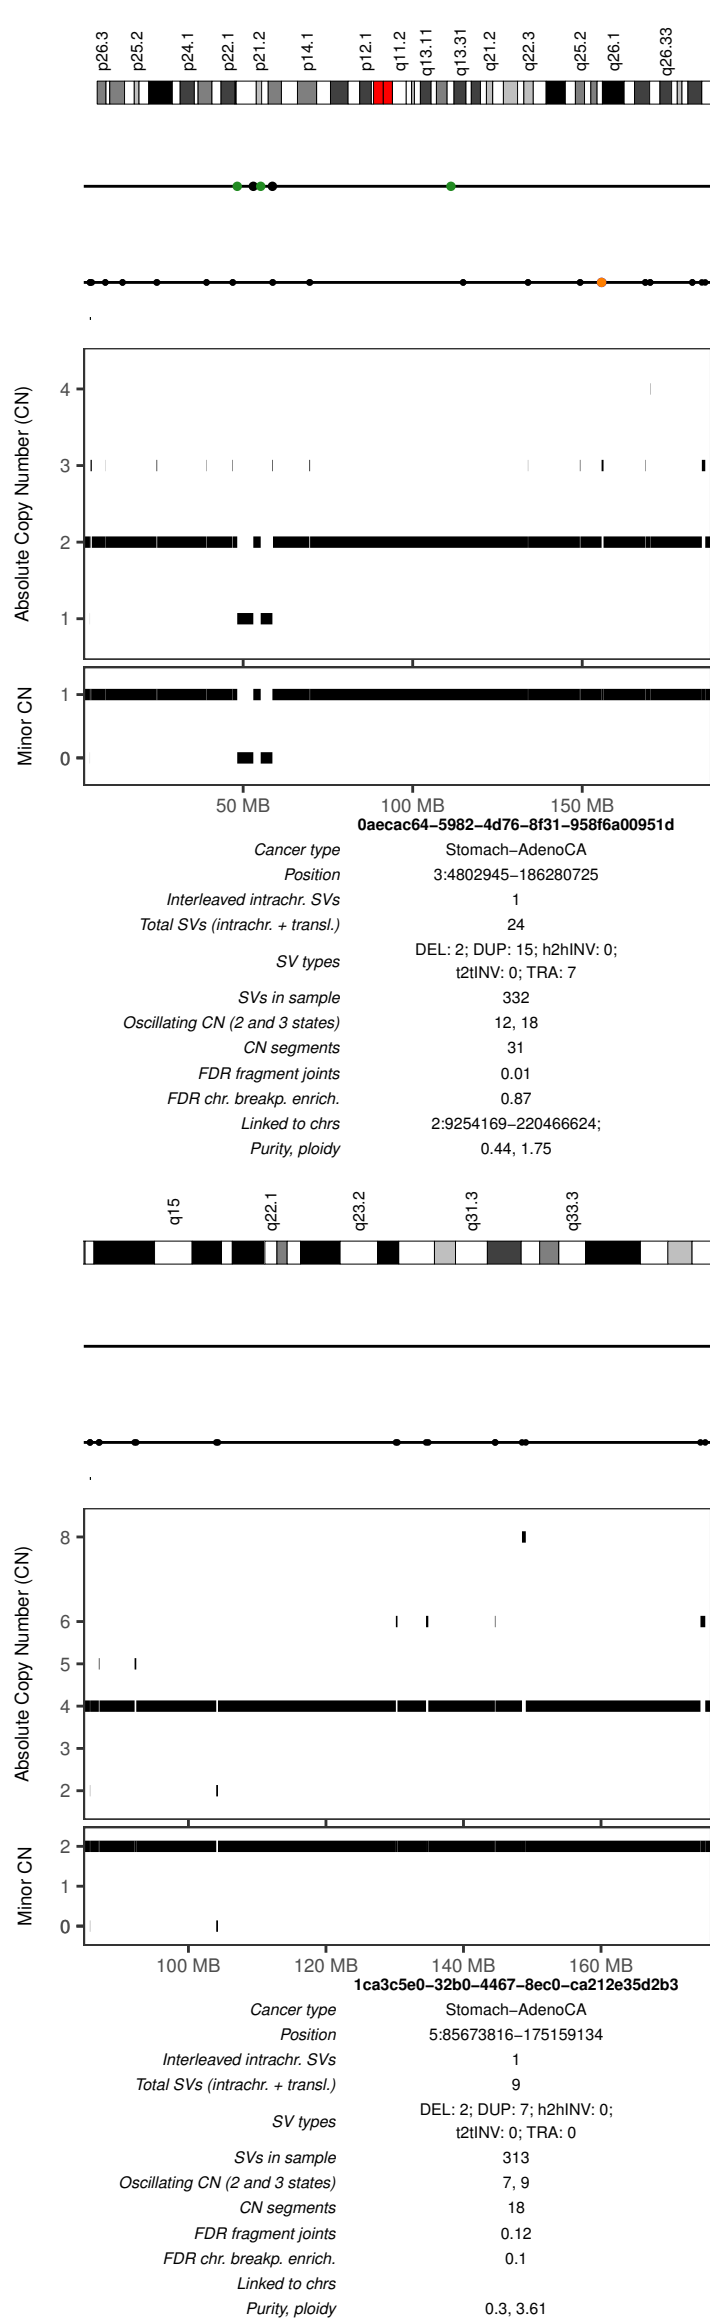 p26.3 p25.2 p24.1 p22.1 p21.2 p14.1 p12.1 q11.2 q13.11 q13.31 q21.2 q22.3 q25.2 q26.1 q26.33
Absolute Copy Number (CN)
4
3
2
1
Minor CN
1
0
50 MB 100 MB 150 MB
0aecac64−5982−4d76−8f31−958f6a00951d
Cancer type Stomach−AdenoCA
Position 3:4802945−186280725
Interleaved intrachr. SVs 1
Total SVs (intrachr. + transl.) 24
SV types DEL: 2; DUP: 15; h2hINV: 0;
t2tINV: 0; TRA: 7
SVs in sample 332
Oscillating CN (2 and 3 states) 12, 18
CN segments 31
FDR fragment joints 0.01
FDR chr. breakp. enrich. 0.87
Linked to chrs 2:9254169−220466624;
Purity, ploidy 0.44, 1.75
q15 q22.1 q23.2 q31.3 q33.3
Absolute Copy Number (CN)
8
6
5
4
3
2
Minor CN
2
1
0
100 MB 120 MB 140 MB 160 MB
1ca3c5e0−32b0−4467−8ec0−ca212e35d2b3
Cancer type Stomach−AdenoCA
Position 5:85673816−175159134
Interleaved intrachr. SVs 1
Total SVs (intrachr. + transl.) 9
SV types DEL: 2; DUP: 7; h2hINV: 0;
t2tINV: 0; TRA: 0
SVs in sample 313
Oscillating CN (2 and 3 states) 7, 9
CN segments 18
FDR fragment joints 0.12
FDR chr. breakp. enrich. 0.1
Linked to chrs
Purity, ploidy 0.3, 3.61